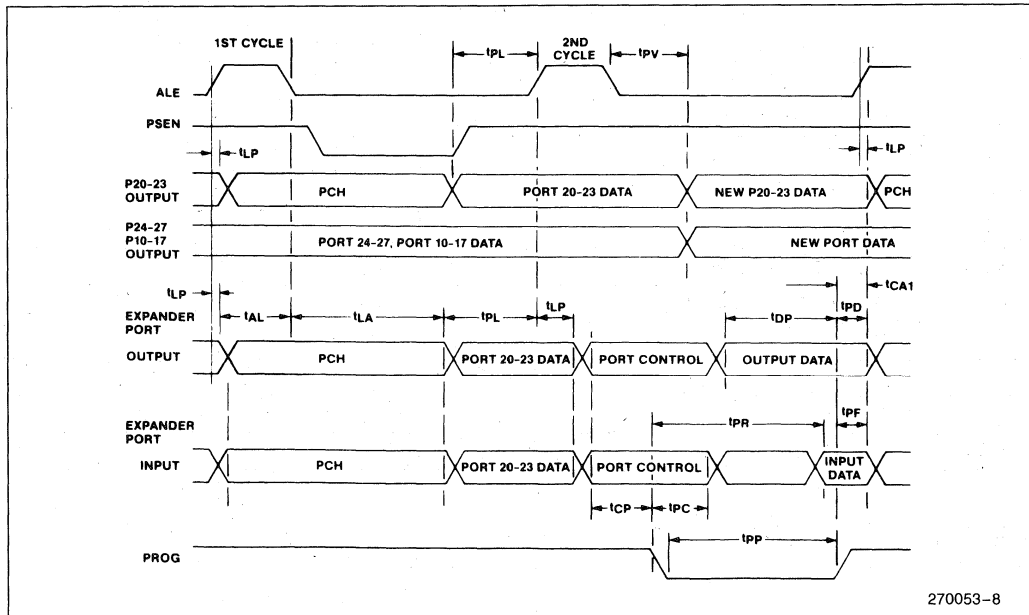 1ST CYCLE
tPL
2ND
CYCLE
tPV
ALE
PSEN
tLP
tLP
P20-23
OUTPUT
PCH
PORT 20-23 DATA
NEW P20-23 DATA
PCH
P24-27
P10-17
OUTPUT
PORT 24-27, PORT 10-17 DATA
NEW PORT DATA
tCA1
tLP
tAL
tLA
tPL
tLP
tDP
tPD
EXPANDER
PORT
OUTPUT
PCH
PORT 20-23 DATA
PORT CONTROL
OUTPUT DATA
tPR
tPF
EXPANDER
PORT
INPUT
PCH
PORT 20-23 DATA
PORT CONTROL
INPUT
DATA
tCP
tPC
tPP
PROG
270053-8